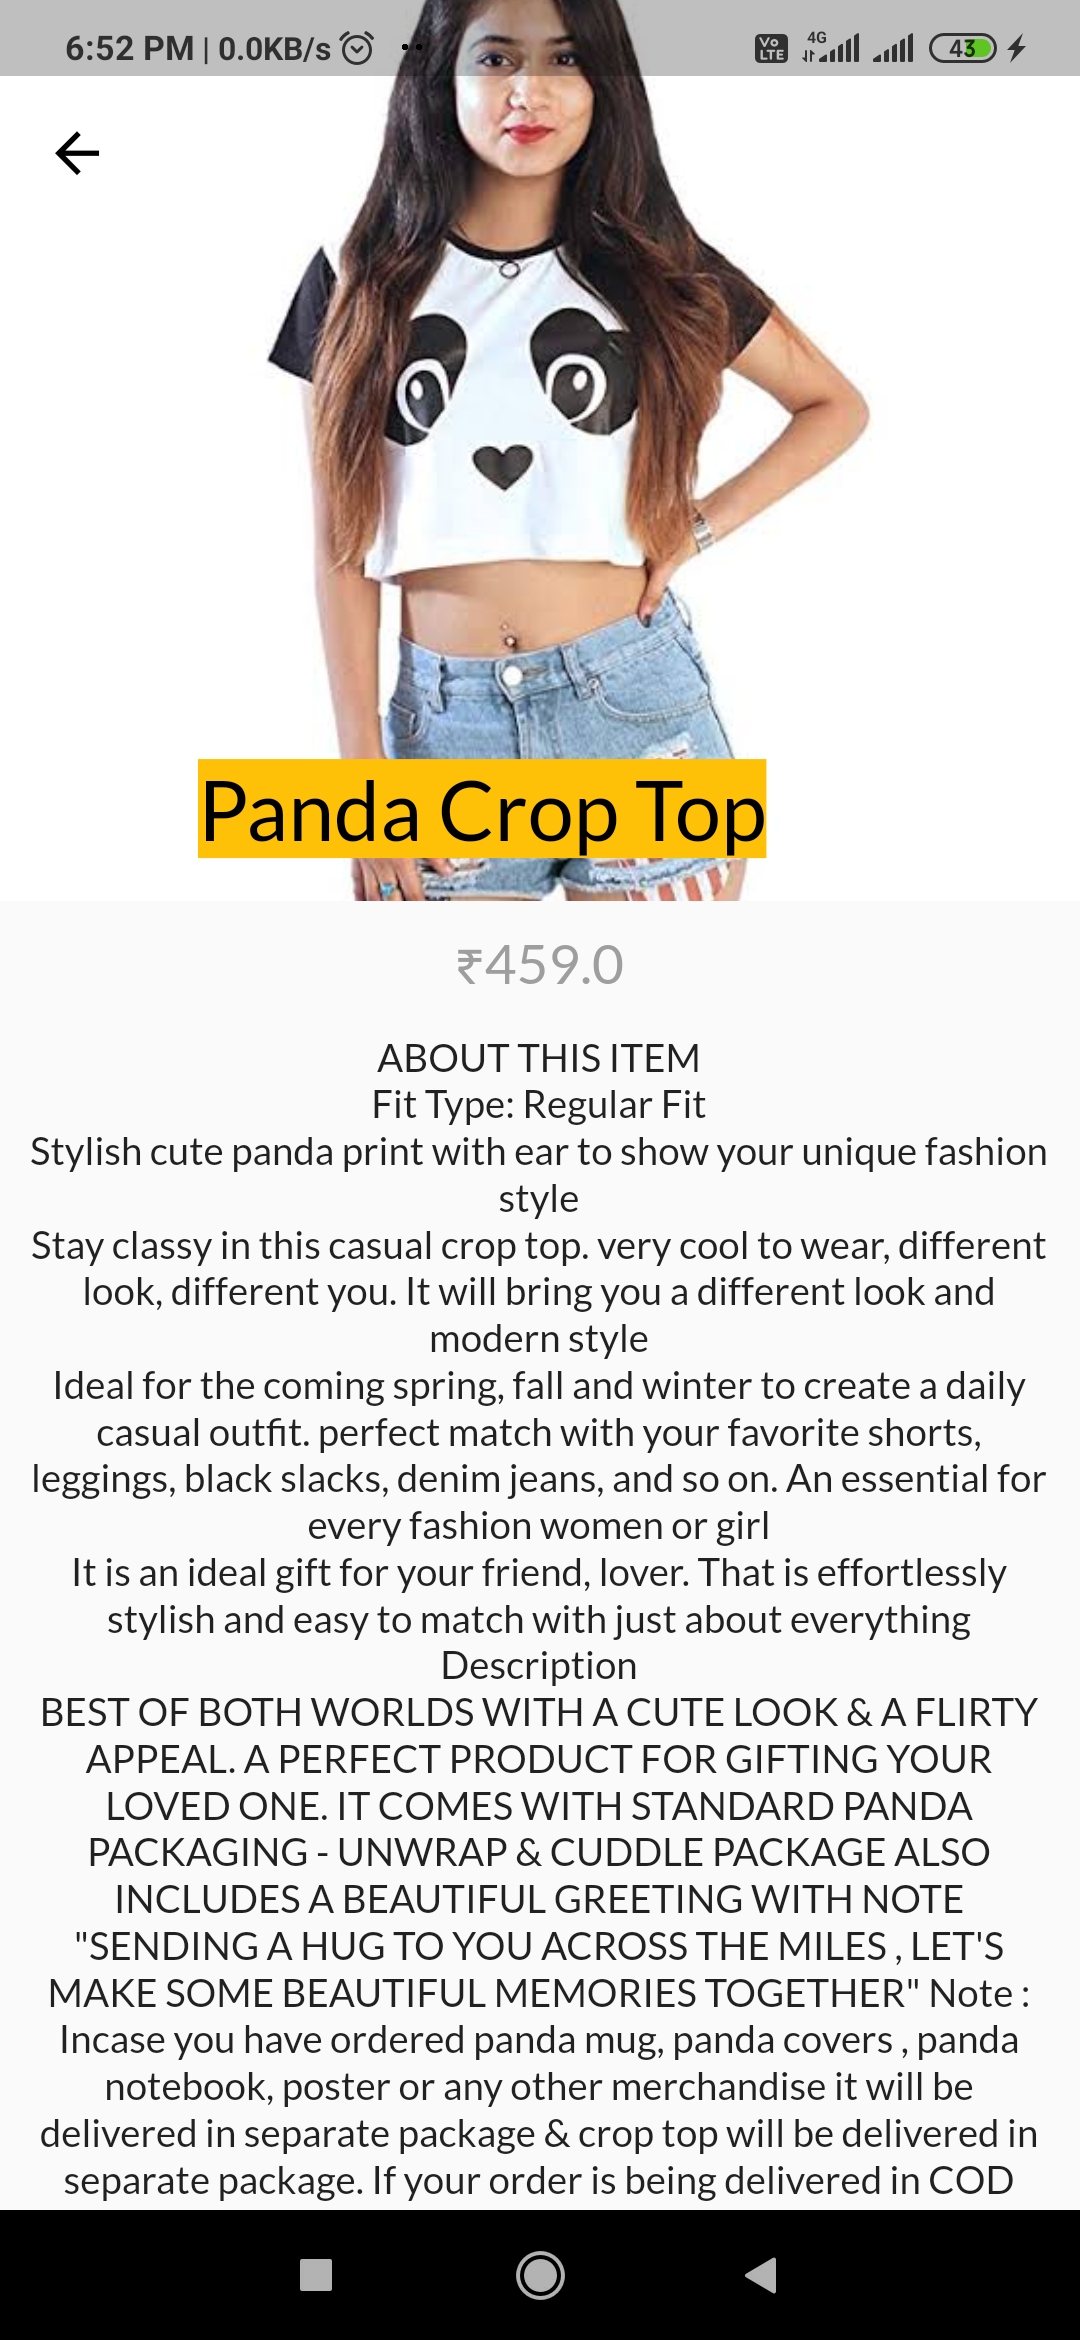 6:52 PM | 0.0KB/s
Vo LTE 4G 43
Panda Crop Top
₹459.0
ABOUT THIS ITEM
Fit Type: Regular Fit
Stylish cute panda print with ear to show your unique fashion
style
Stay classy in this casual crop top. very cool to wear, different
look, different you. It will bring you a different look and
modern style
Ideal for the coming spring, fall and winter to create a daily
casual outfit. perfect match with your favorite shorts,
leggings, black slacks, denim jeans, and so on. An essential for
every fashion women or girl
It is an ideal gift for your friend, lover. That is effortlessly
stylish and easy to match with just about everything
Description
BEST OF BOTH WORLDS WITH A CUTE LOOK & A FLIRTY
APPEAL. A PERFECT PRODUCT FOR GIFTING YOUR
LOVED ONE. IT COMES WITH STANDARD PANDA
PACKAGING - UNWRAP & CUDDLE PACKAGE ALSO
INCLUDES A BEAUTIFUL GREETING WITH NOTE
"SENDING A HUG TO YOU ACROSS THE MILES , LET'S
MAKE SOME BEAUTIFUL MEMORIES TOGETHER" Note :
Incase you have ordered panda mug, panda covers , panda
notebook, poster or any other merchandise it will be
delivered in separate package & crop top will be delivered in
separate package. If your order is being delivered in COD